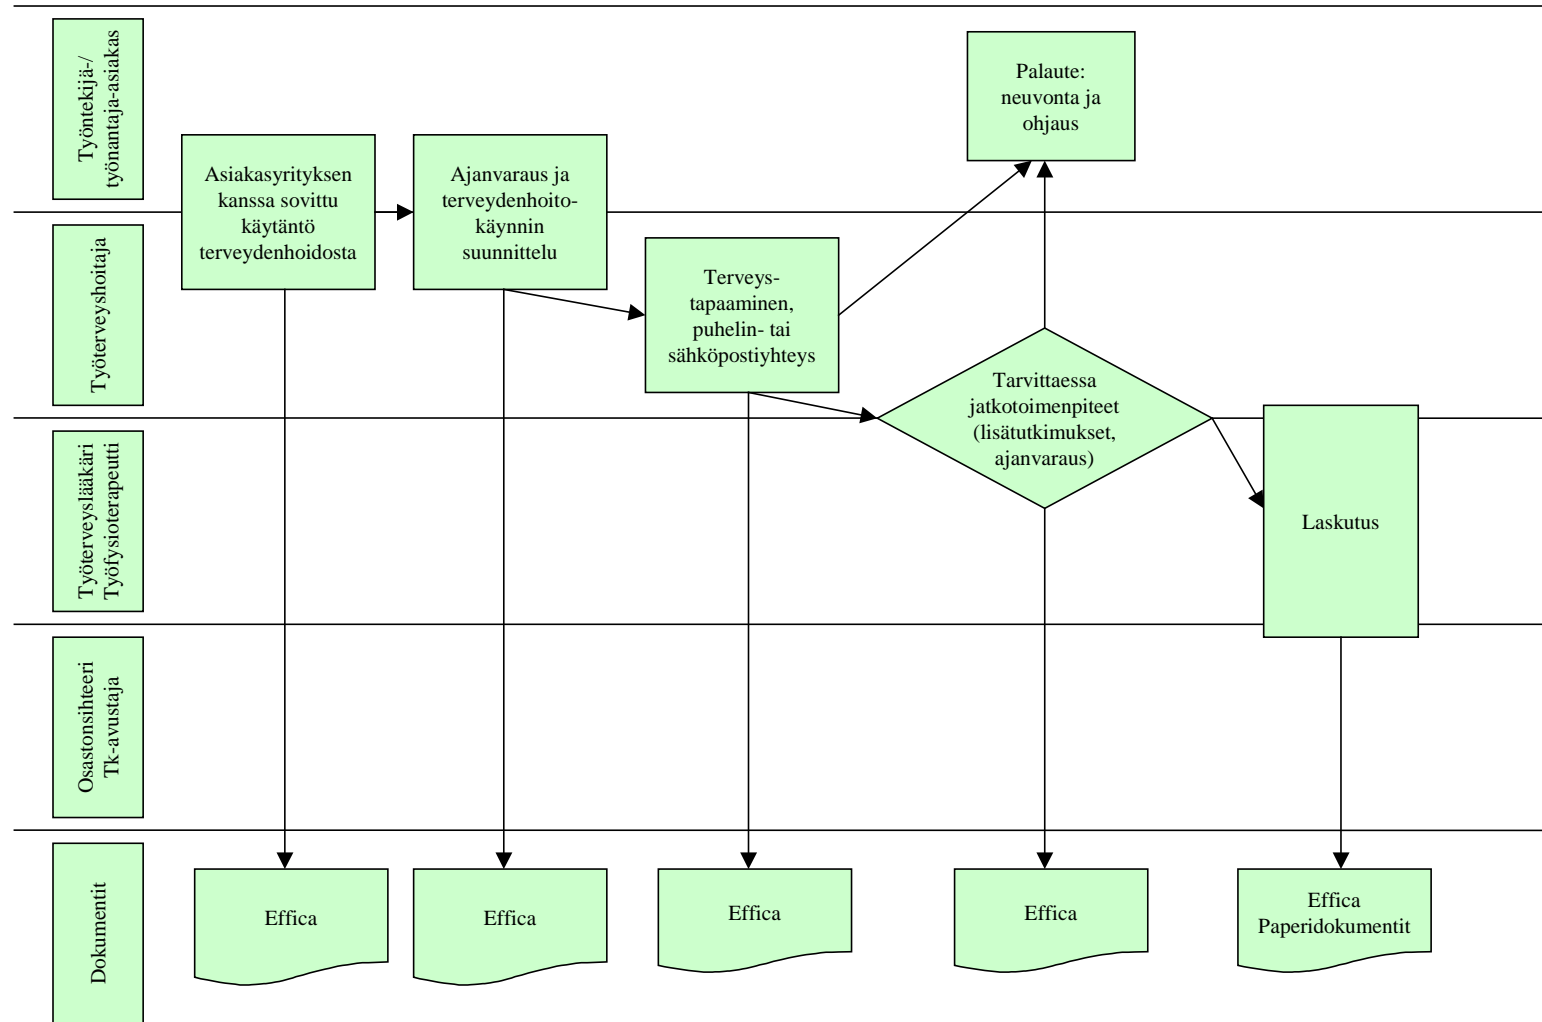 Työntekijä-/
työnantaja-asiakas
Palaute:
neuvonta ja
ohjaus
Asiakasyrityksen
kanssa sovittu
käytäntö
terveydenhoidosta
Ajanvaraus ja
terveydenhoito-
käynnin
suunnittelu
Työterveyshoitaja
Terveys-
tapaaminen,
puhelin- tai
sähköpostiyhteys
Tarvittaessa
jatkotoimenpiteet
(lisätutkimukset,
ajanvaraus)
Työterveyslääkäri
Työfysioterapeutti
Laskutus
Osastonsihteeri
Tk-avustaja
Dokumentit
Effica
Effica
Effica
Effica
Effica
Paperidokumentit